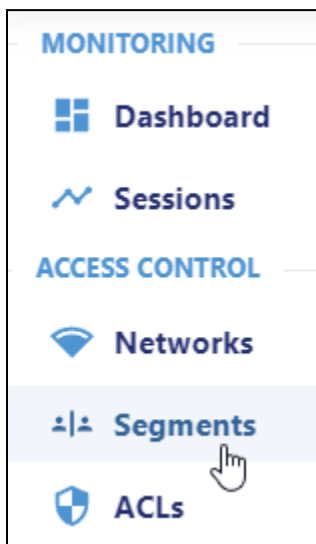 MONITORING
Dashboard
Sessions
ACCESS CONTROL
Networks
Segments
ACLs